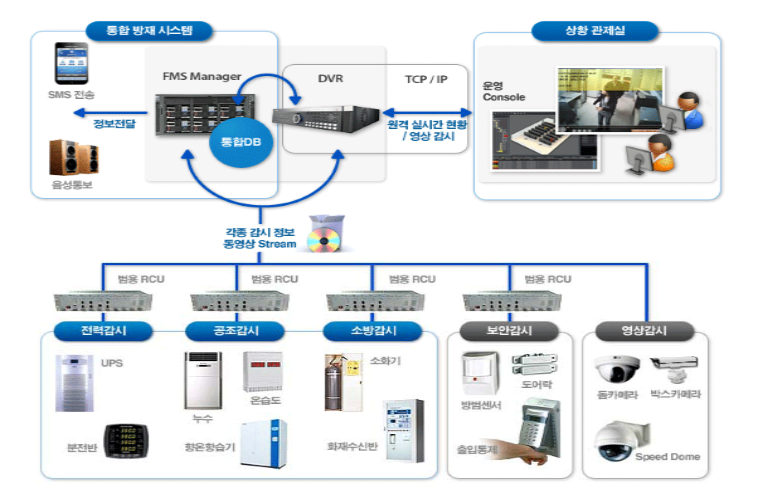 통합 방재 시스템
상황 관제실
SMS 전송
정보전달
음성통보
FMS Manager
통합DB
DVR
TCP / IP
원격 실시간 현황
/ 영상 감시
운영
Console
각종 감시 정보
동영상 Stream
범용 RCU
범용 RCU
범용 RCU
범용 RCU
전력감시
공조감시
소방감시
보안감시
영상감시
UPS
분전반
누수
온습도
항온항습기
소화기
화재수신반
방범센서
도어락
출입통제
돔카메라
박스카메라
Speed Dome